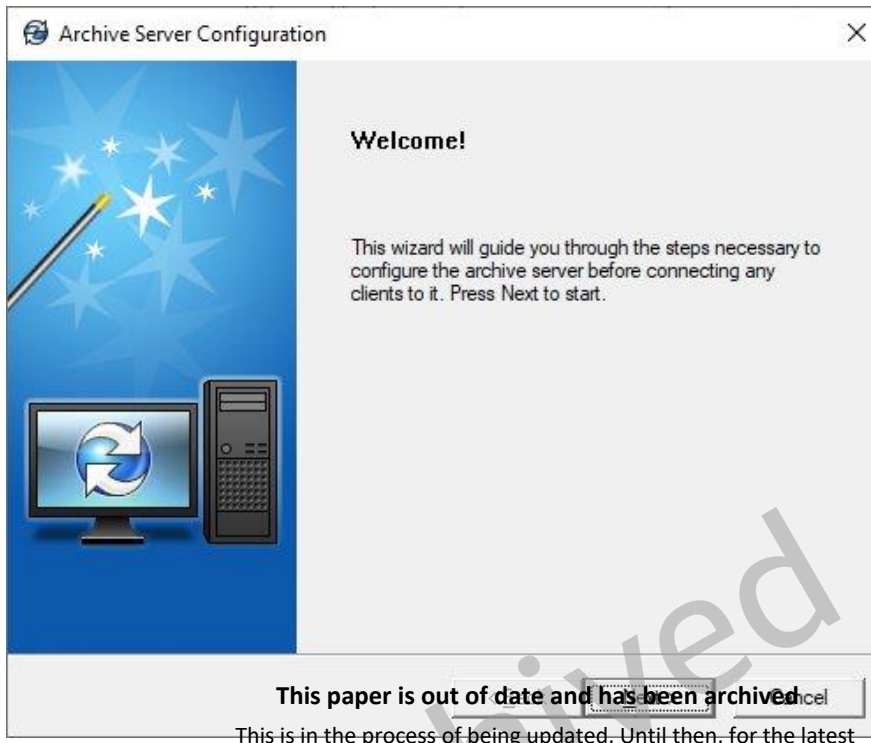 Archive Server Configuration
Welcome!
This wizard will guide you through the steps necessary to
configure the archive server before connecting any
clients to it. Press Next to start.
This paper is out of date and has been archived
This is in the process of being updated. Until then, for the latest